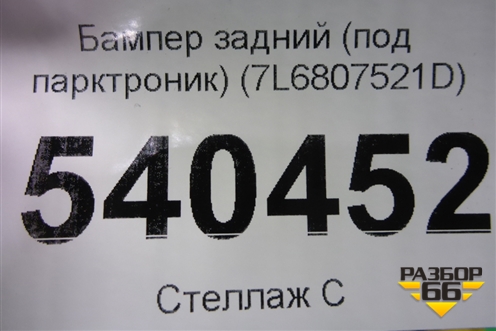 Бампер задний (под
парктроник) (7L6807521D)
540452
Стеллаж С
РАЗБОР
66